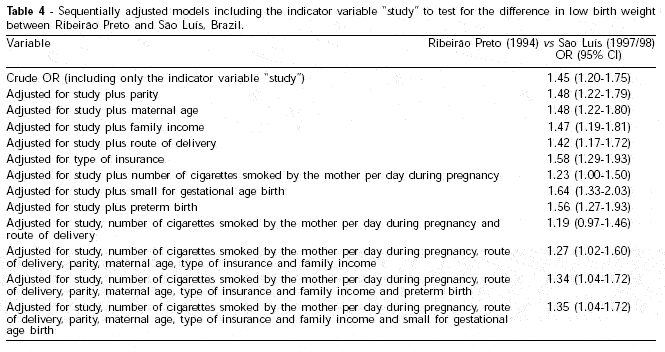 Table 4 - Sequentially adjusted models including the indicator variable "study" to test for the difference in low birth weight
between Ribeirão Preto and São Luís, Brazil.
Variable Ribeirão Preto (1994) vs São Luís (1997/98)
OR (95% CI)
Crude OR (including only the indicator variable "study") 1.45 (1.20-1.75)
Adjusted for study plus parity 1.48 (1.22-1.79)
Adjusted for study plus maternal age 1.48 (1.22-1.80)
Adjusted for study plus family income 1.47 (1.19-1.81)
Adjusted for study plus route of delivery 1.42 (1.17-1.72)
Adjusted for type of insurance 1.58 (1.29-1.93)
Adjusted for study plus number of cigarettes smoked by the mother per day during pregnancy 1.23 (1.00-1.50)
Adjusted for study plus small for gestational age birth 1.64 (1.33-2.03)
Adjusted for study plus preterm birth 1.56 (1.27-1.93)
Adjusted for study, number of cigarettes smoked by the mother per day during pregnancy and 1.19 (0.97-1.46)
route of delivery
Adjusted for study, number of cigarettes smoked by the mother per day during pregnancy, route 1.27 (1.02-1.60)
of delivery, parity, maternal age, type of insurance and family income
Adjusted for study, number of cigarettes smoked by the mother per day during pregnancy, route 1.34 (1.04-1.72)
of delivery, parity, maternal age, type of insurance and family income and preterm birth
Adjusted for study, number of cigarettes smoked by the mother per day during pregnancy, route 1.35 (1.04-1.72)
of delivery, parity, maternal age, type of insurance and family income and small for gestational
age birth